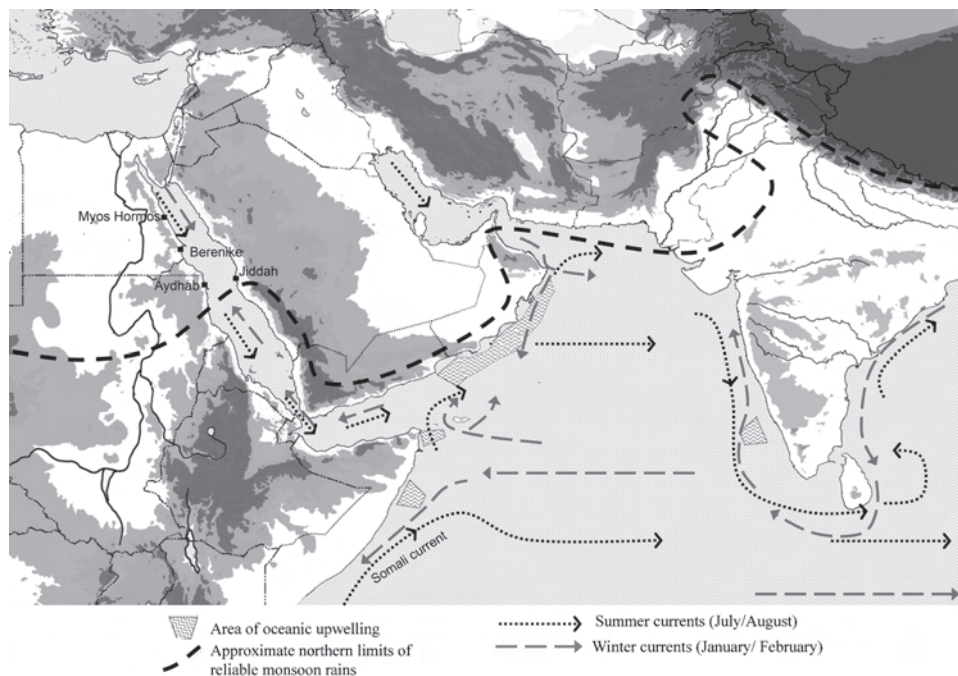 Myos Hormos
Berenike
Jiddah
Aydhab
Somali current
Area of oceanic upwelling
Approximate northern limits of
reliable monsoon rains
Summer currents (July/August)
Winter currents (January/ February)